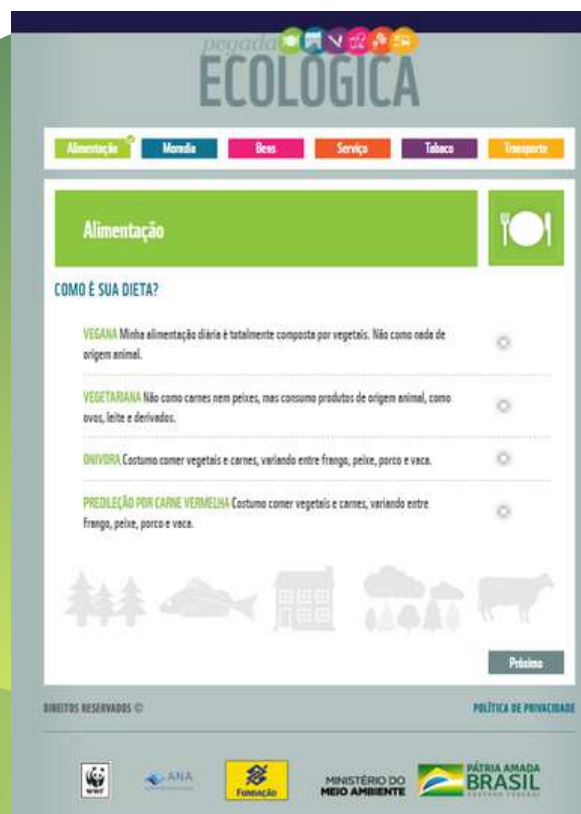 pegada
ECOLÓGICA
Alimentação Moradia Bens Serviço Tabaco Transporte
Alimentação
COMO É SUA DIETA?
VEGANA Minha alimentação diária é totalmente composta por vegetais. Não como nada de
origem animal.
VEGETARIANA Não como carnes nem peixes, mas consumo produtos de origem animal, como
ovos, leite e derivados.
ONIVORA Costumo comer vegetais e carnes, variando entre frango, peixe, porco e vaca.
PREDILEÇÃO POR CARNE VERMELHA Costumo comer vegetais e carnes, variando entre
frango, peixe, porco e vaca.
Próximo
DIREITOS RESERVADOS © POLÍTICA DE PRIVACIDADE
WWF ANA FUNDAÇÃO MINISTÉRIO DO
MEIO AMBIENTE PÁTRIA AMADA
BRASIL
GOVERNO FEDERAL